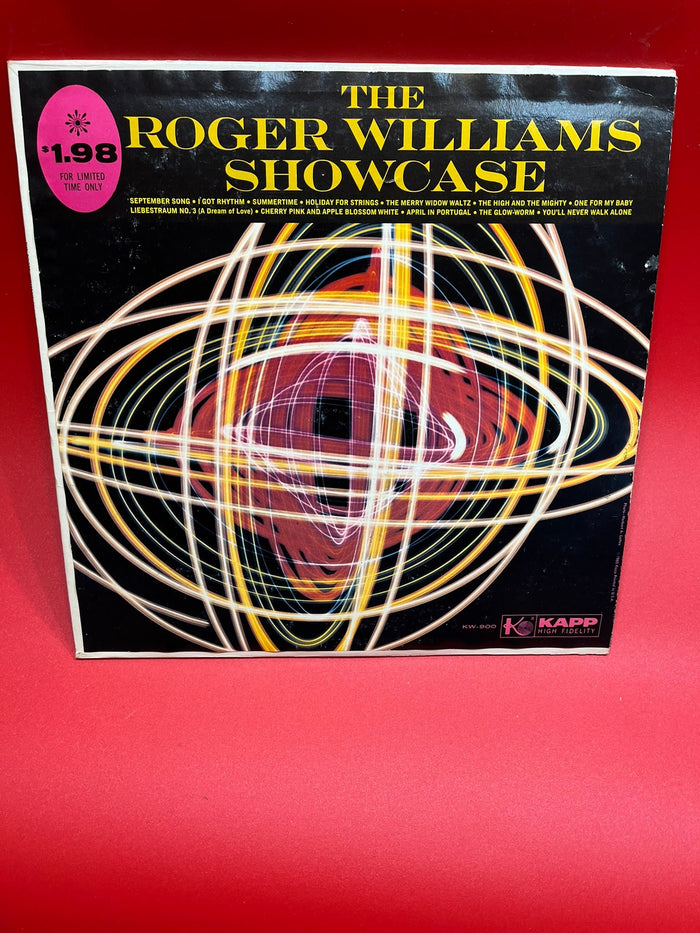 $1.98
FOR LIMITED
TIME ONLY
THE
ROGER WILLIAMS
SHOWCASE
SEPTEMBER SONG • I GOT RHYTHM • SUMMERTIME • HOLIDAY FOR STRINGS • THE MERRY WIDOW WALTZ • THE HIGH AND THE MIGHTY • ONE FOR MY BABY
LIEBESTRAUM NO. 3 (A Dream of Love) • CHERRY PINK AND APPLE BLOSSOM WHITE • APRIL IN PORTUGAL • THE GLOW-WORM • YOU'LL NEVER WALK ALONE
KW-900
K
KAPP
HIGH FIDELITY